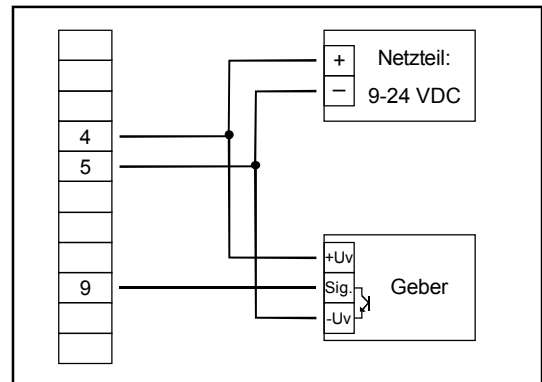 4
5
9
+
−
Netzteil:
9-24 VDC
+Uv
Sig.
-Uv
Geber